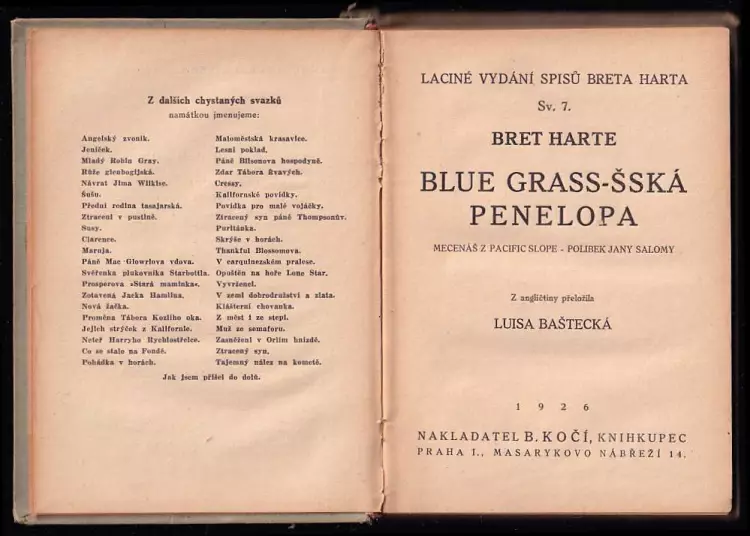 Z dalších chystaných svazků
namátkou jmenujeme:
Angelský zvoník.
Jeníček.
Mladý Robin Gray.
Růže glenbogijská.
Návrat Jima Wilkise.
Sušu.
Přední rodina tasajarská.
Ztraceni v pustině.
Susy.
Clarence.
Maruja.
Páně Mac-Glowrlova vdova.
Svěřenka plukovníka Starbottla.
Prosperova »Stará maminka«.
Zotavená Jacka Hamlina.
Nová žačka.
Proměna Tábora Kozlího oka.
Jejich strýček z Kalifornie.
Neteř Harryho Rychlostřelce.
Co se stalo na Fondě.
Pohádka v horách.
Maloměstská krasavice.
Lesní poklad.
Páně Bilsonova hospodyně.
Zdar Tábora Řvavých.
Cressy.
Kalifornské povídky.
Povídka pro malé vojáčky.
Ztracený syn páně Thompsonův.
Puritánka.
Skrýše v horách.
Thankful Blossomova.
V carquinezském pralese.
Opuštěn na hoře Lone Star.
Vyvržení.
V zemi dobrodružství a zlata.
Klášterní chovanka.
Z měst i ze stepí.
Muž ze semaforu.
Zasněžení v Orlím hnízdě.
Ztracený syn.
Tajemný nález na kometě.
Jak jsem přišel do dolů.
LACINÉ VYDÁNÍ SPISŮ BRETA HARTA
Sv. 7.
BRET HARTE
BLUE GRASS-ŠSKÁ
PENELOPA
MECENÁŠ Z PACIFIC SLOPE - POLIBEK JANY SALOMY
Z angličtiny přeložila
LUISA BAŠTECKÁ
1926
NAKLADATEL B. KOČÍ, KNIHKUPEC
PRAHA I., MASARYKOVO NÁBŘEŽÍ 14.